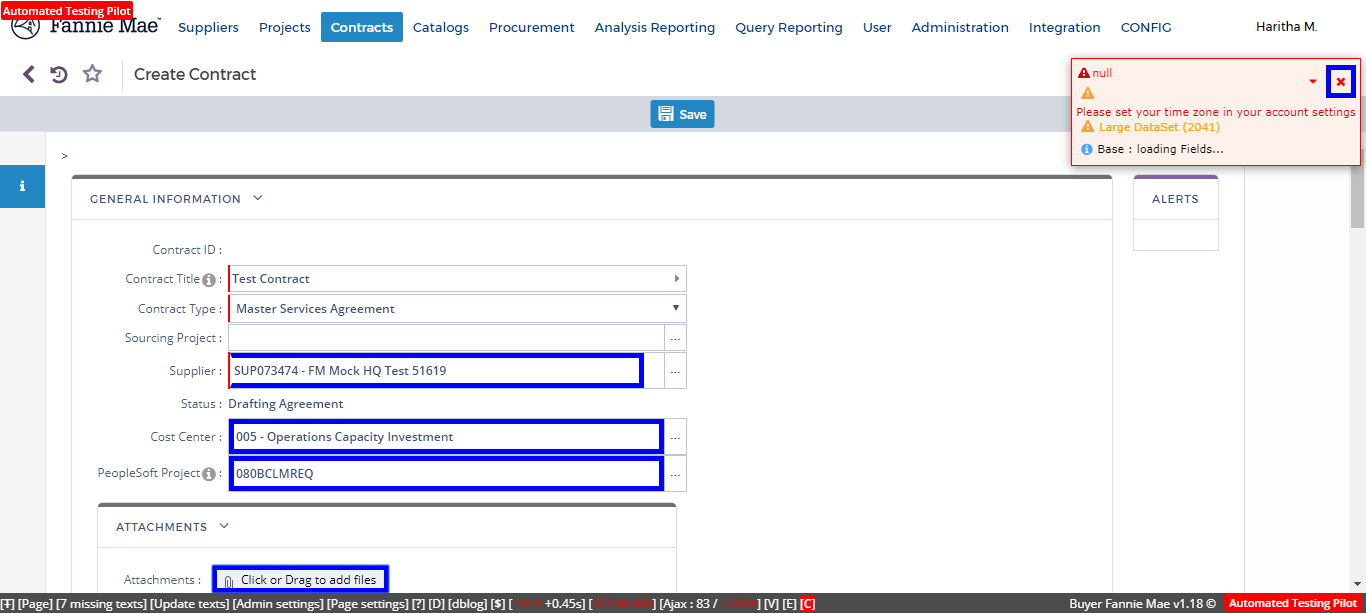 Automated Testing Pilot
Fannie Mae Suppliers Projects Contracts Catalogs Procurement Analysis Reporting Query Reporting User Administration Integration CONFIG Haritha M.
Create Contract
null
Please set your time zone in your account settings
Large DataSet (2041)
Base : loading Fields...
Save
>
GENERAL INFORMATION
ALERTS
Contract ID :
Contract Title : Test Contract
Contract Type : Master Services Agreement
Sourcing Project : ...
Supplier : SUP073474 - FM Mock HQ Test 51619 ...
Status : Drafting Agreement
Cost Center : 005 - Operations Capacity Investment ...
PeopleSoft Project : 080BCLMREQ ...
ATTACHMENTS
Attachments : Click or Drag to add files
[Ŧ] [Page] [7 missing texts] [Update texts] [Admin settings] [Page settings] [?] [D] [dblog] [$] [ +0.45s] [ ] [Ajax : 83 / ] [V] [E] [C] Buyer Fannie Mae v1.18 © Automated Testing Pilot